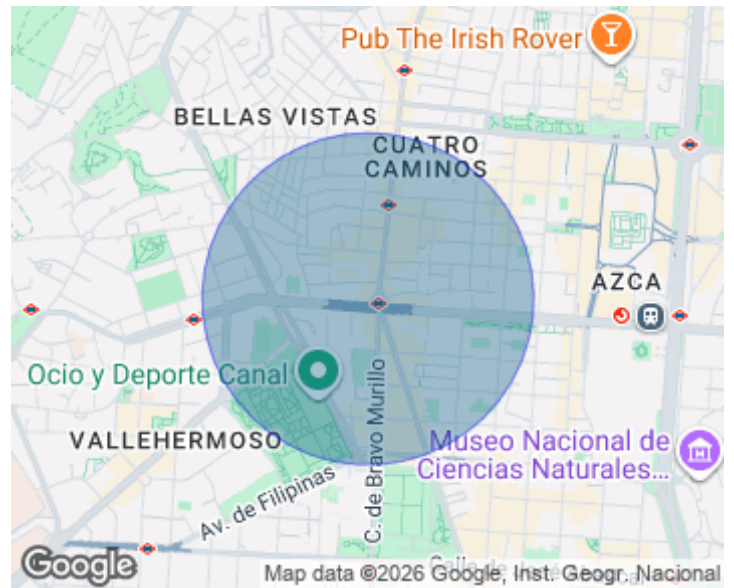 Pub The Irish Rover
BELLAS VISTAS
CUATRO
CAMINOS
AZCA
Ocio y Deporte Canal
C. de Bravo Murillo
VALLEHERMOSO
Museo Nacional de
Ciencias Naturales...
Av. de Filipinas
Google
Map data ©2026 Google, Inst. Geogr. Nacional